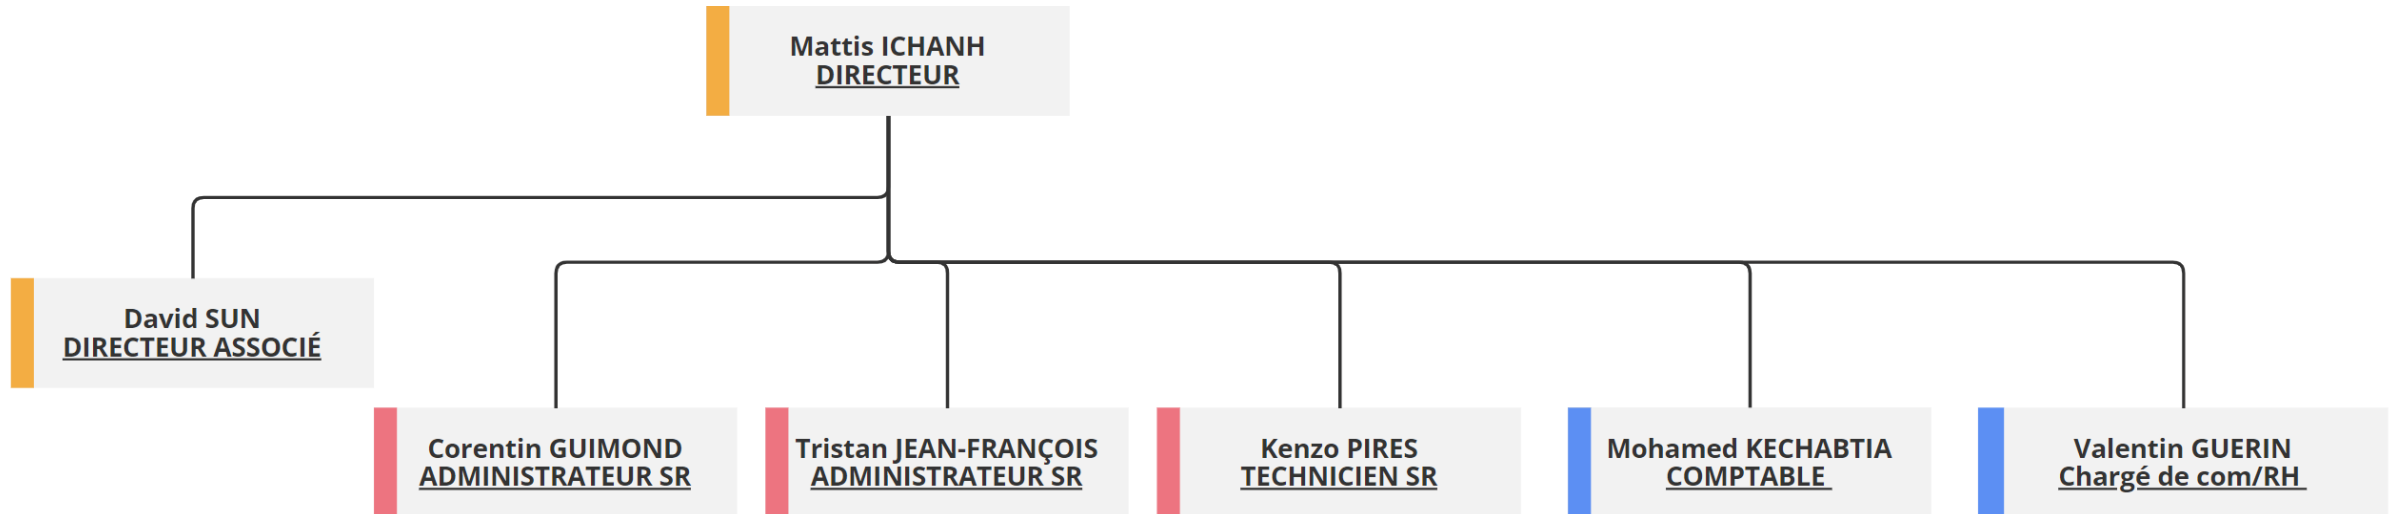 Mattis ICHANH
DIRECTEUR
David SUN
DIRECTEUR ASSOCIÉ
Corentin GUIMOND
ADMINISTRATEUR SR
Tristan JEAN-FRANÇOIS
ADMINISTRATEUR SR
Kenzo PIRES
TECHNICIEN SR
Mohamed KECHABTIA
COMPTABLE
Valentin GUERIN
Chargé de com/RH